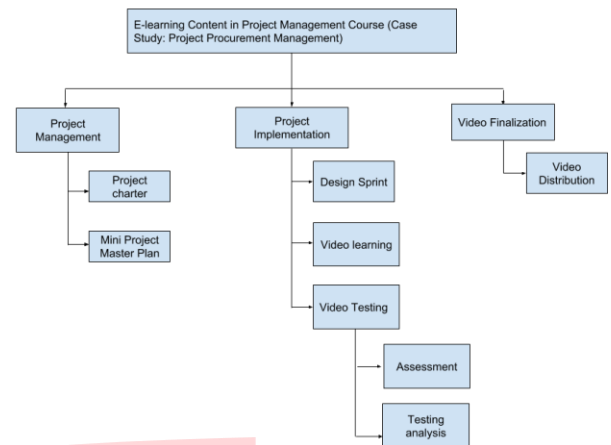 E-learning Content in Project Management Course (Case
Study: Project Procurement Management)
Project
Management
Project
Implementation
Video Finalization
Project
charter
Mini Project
Master Plan
Design Sprint
Video learning
Video Testing
Assessment
Testing
analysis
Video
Distribution